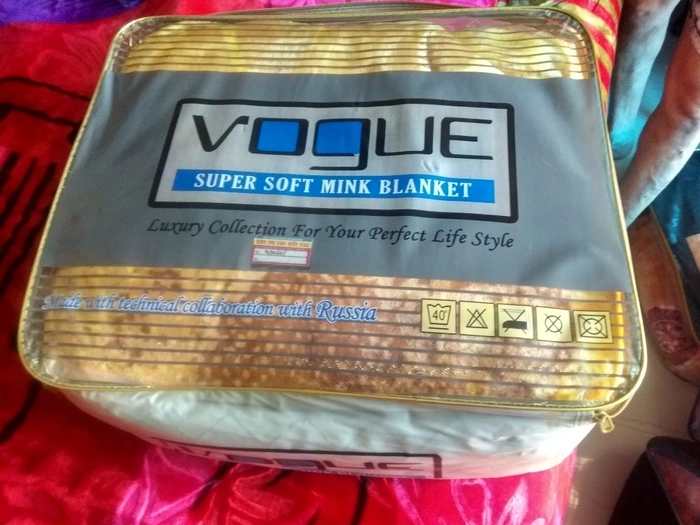 VOGUE
SUPER SOFT MINK BLANKET
Luxury Collection For Your Perfect Life Style
Made with technical collaboration with Russia
40°
VOGUE